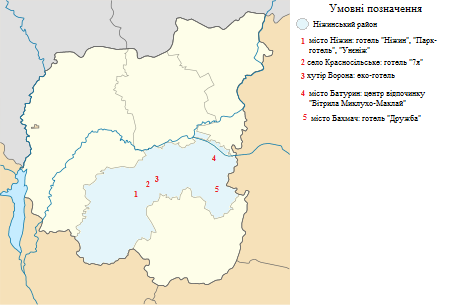 Умовні позначення
Ніжинський район
1 місто Ніжин: готель "Ніжин", "Парк-
готель", "Уненіж"
2 село Красносільське: готель "7я"
3 хутір Ворона: еко-готель
4 місто Батурин: центр відпочинку
"Вітрила Миклухо-Маклай"
5 місто Бахмач: готель "Дружба"
4
3
2
5
1